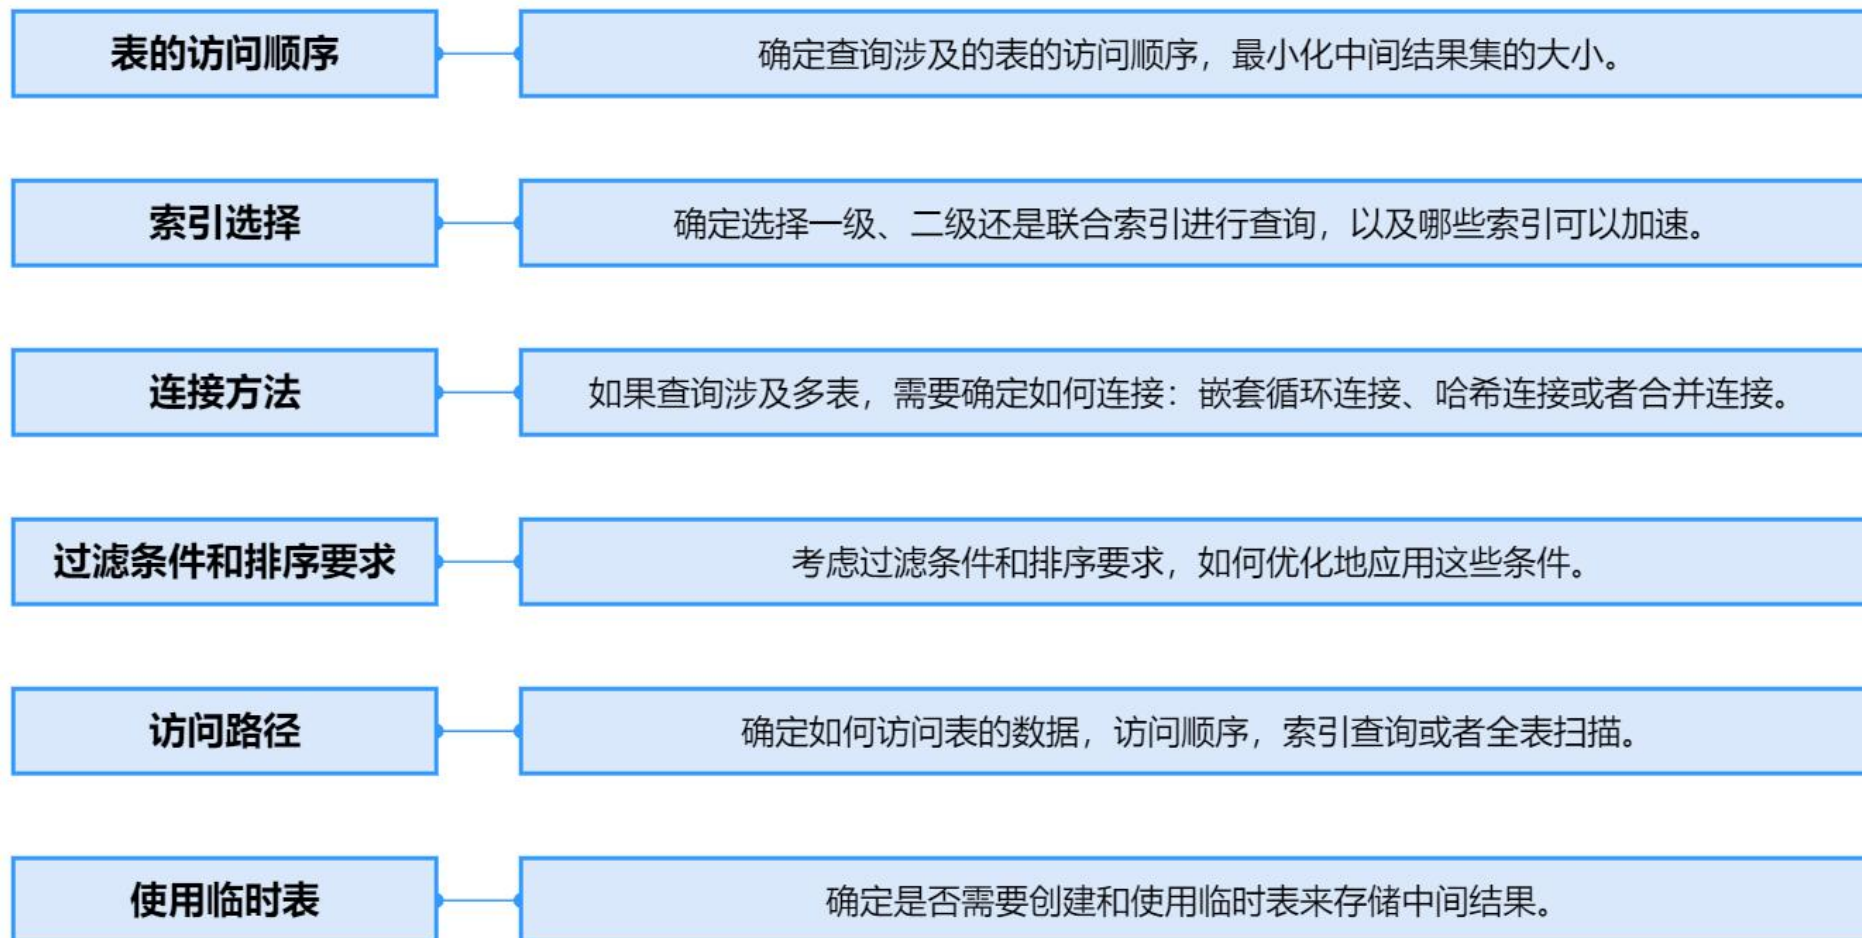 表的访问顺序
确定查询涉及的表的访问顺序，最小化中间结果集的大小。
索引选择
确定选择一级、二级还是联合索引进行查询，以及哪些索引可以加速。
连接方法
如果查询涉及多表，需要确定如何连接：嵌套循环连接、哈希连接或者合并连接。
过滤条件和排序要求
考虑过滤条件和排序要求，如何优化地应用这些条件。
访问路径
确定如何访问表的数据，访问顺序，索引查询或者全表扫描。
使用临时表
确定是否需要创建和使用临时表来存储中间结果。